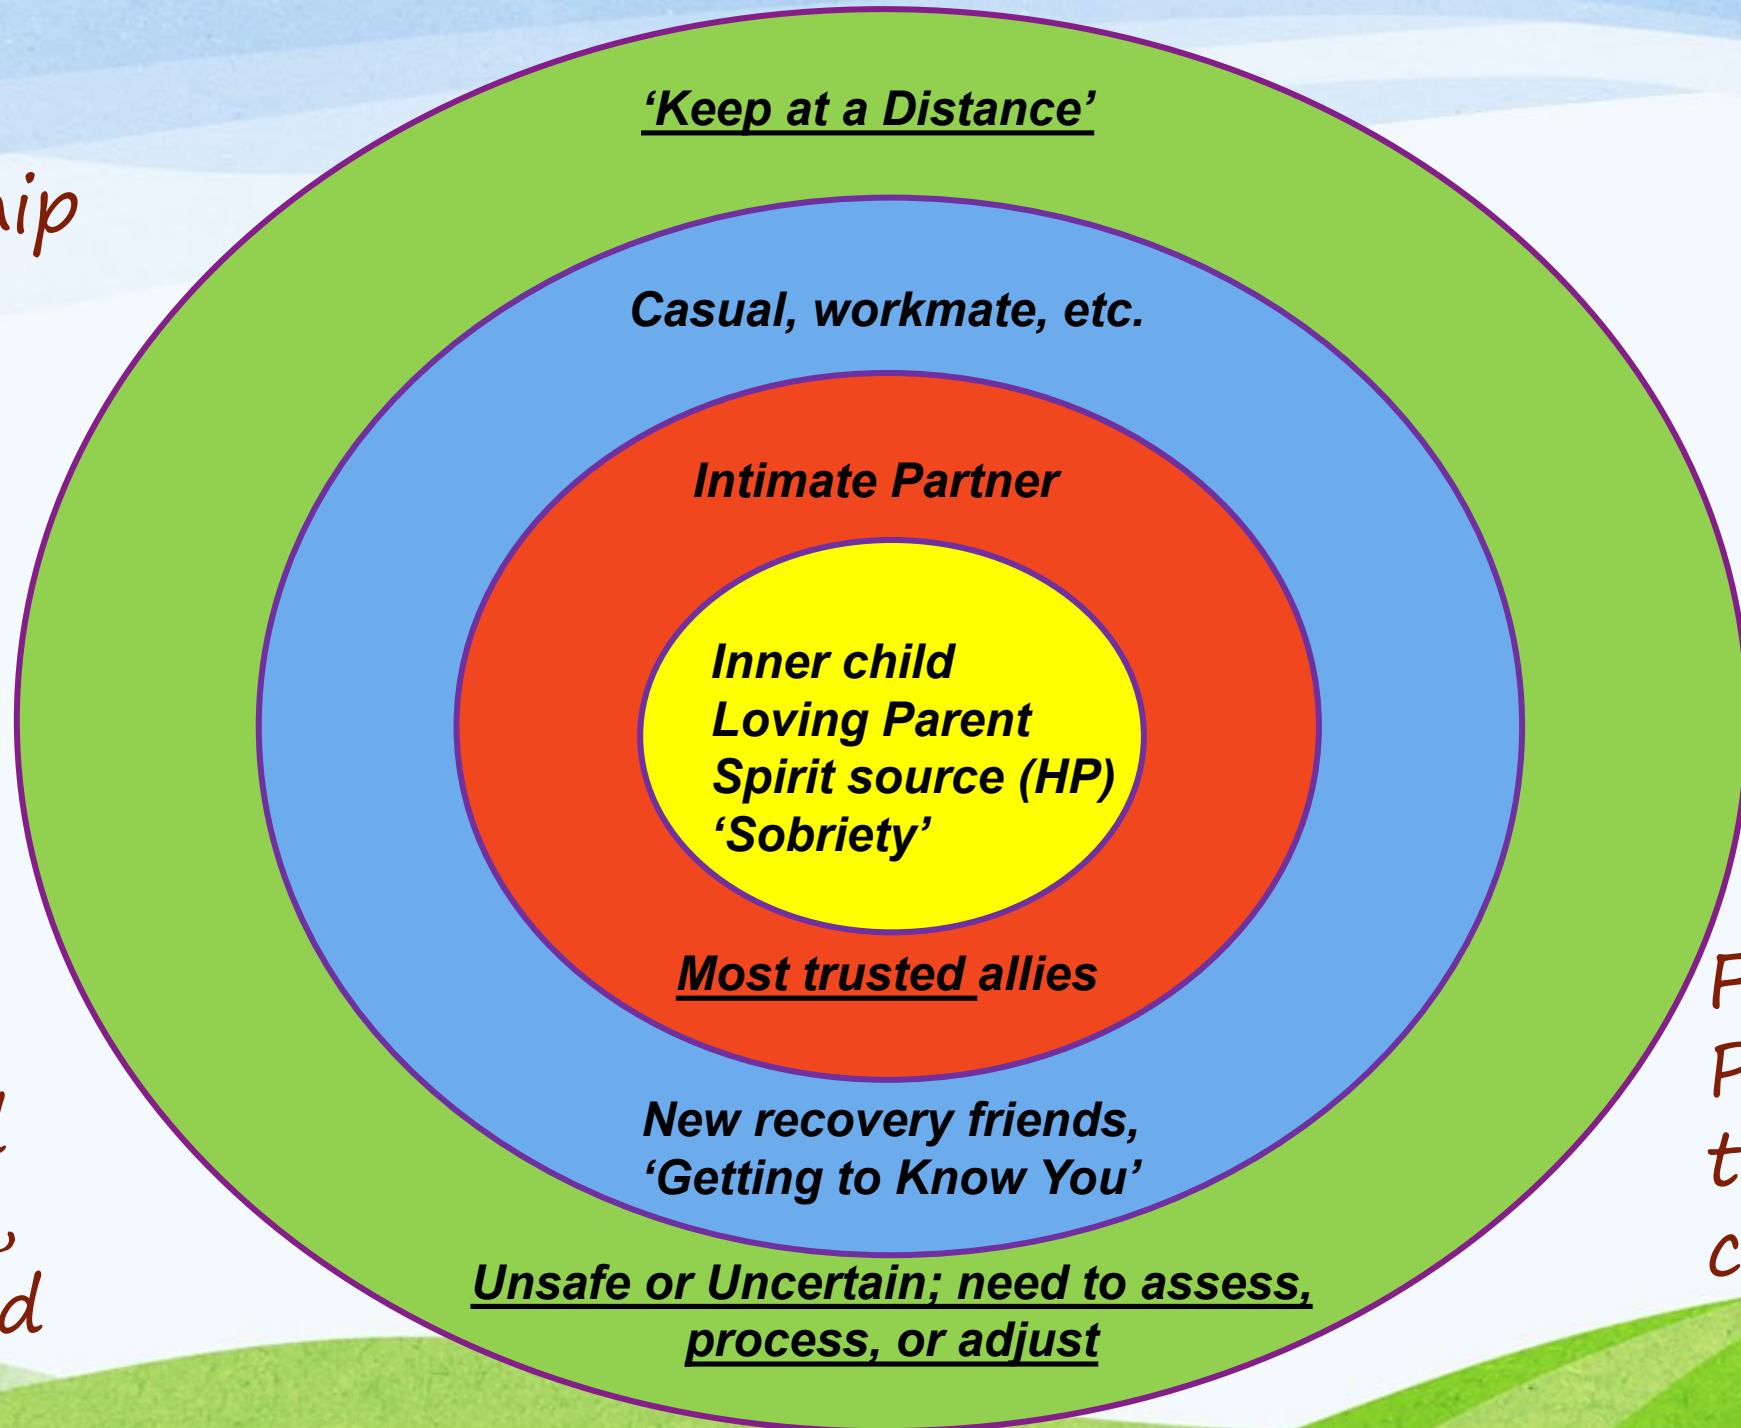 ‘Keep at a Distance’
Casual, workmate, etc.
Intimate Partner
Inner child
Loving Parent
Spirit source (HP)
‘Sobriety’
Most trusted allies
New recovery friends,
‘Getting to Know You’
Unsafe or Uncertain; need to assess,
process, or adjust